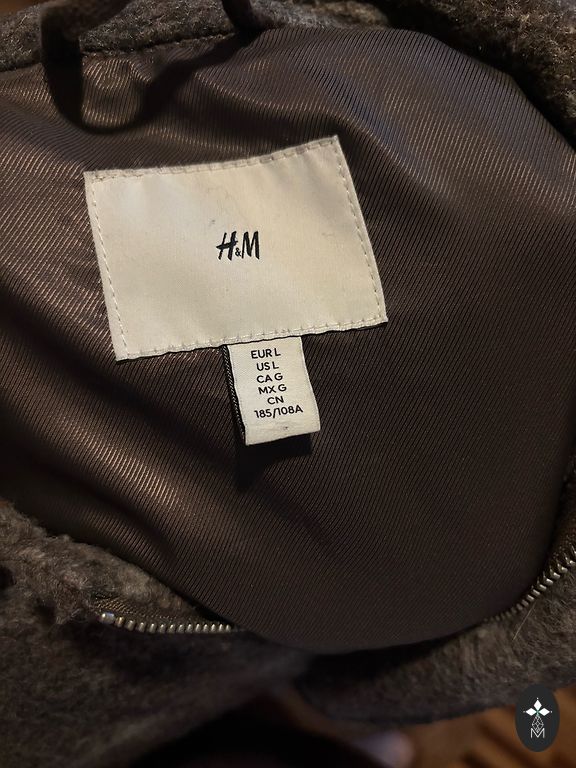 H&M
EUR L
US L
CA G
MX G
CN
185/108A
M